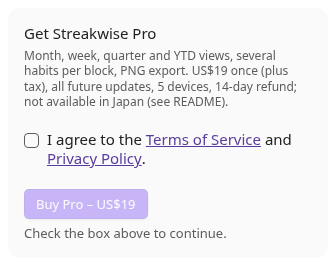 Get Streakwise Pro
Month, week, quarter and YTD views, several
habits per block, PNG export. US$19 once (plus
tax), all future updates, 5 devices, 14-day refund;
not available in Japan (see README).
I agree to the Terms of Service and
Privacy Policy.
Buy Pro – US$19
Check the box above to continue.